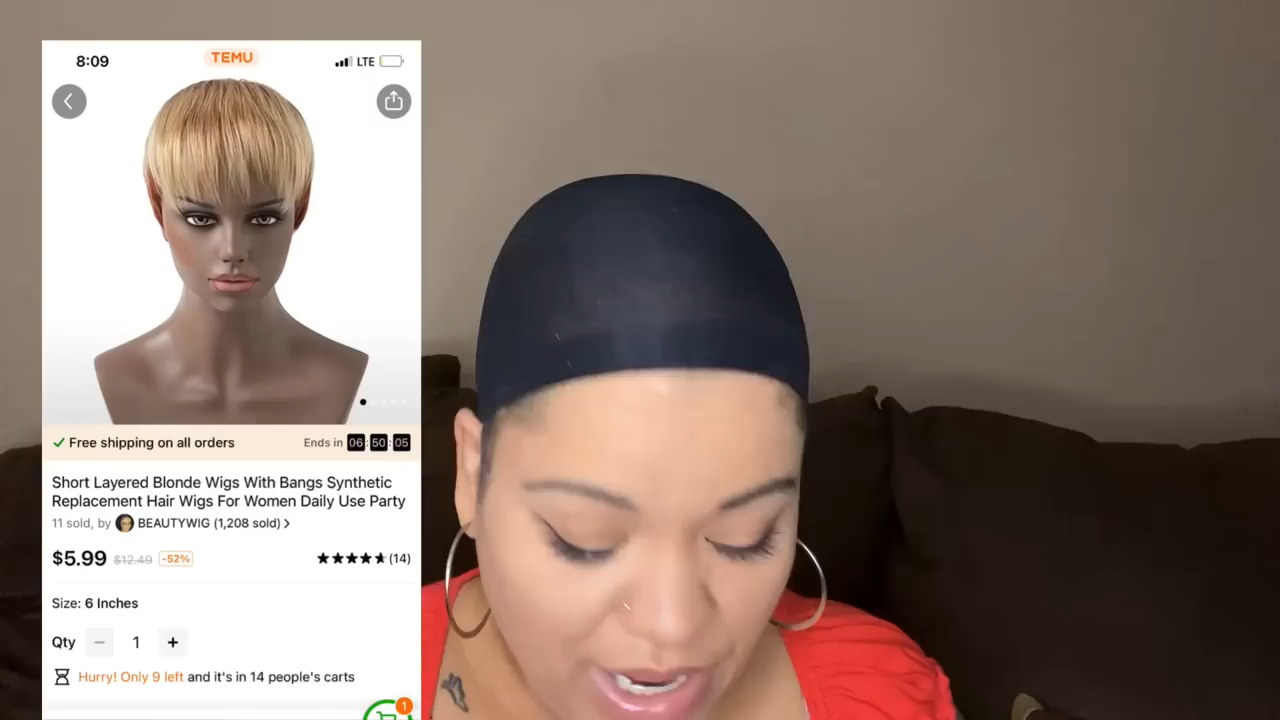 8:09
TEMU
LTE
Free shipping on all orders
Ends in 06:50:05
Short Layered Blonde Wigs With Bangs Synthetic
Replacement Hair Wigs For Women Daily Use Party
11 sold, by BEAUTYWIG (1,208 sold) >
$5.99 $12.49 -52%
(14)
Size: 6 Inches
Qty − 1 +
Hurry! Only 9 left and it's in 14 people's carts
1